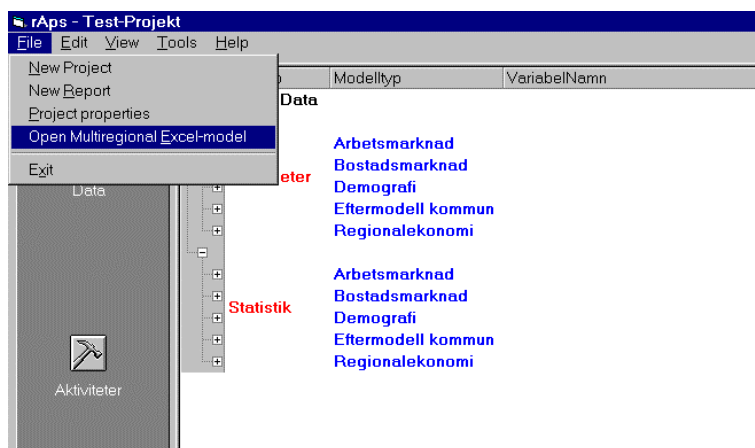 rAps - Test-Projekt
File Edit View Tools Help
New Project
New Report
Project properties
Open Multiregional Excel-model
Exit
Modelltyp VariabelNamn
Data
Arbetsmarknad
Bostadsmarknad
eter Demografi
Eftermodell kommun
Regionalekonomi
Data
Arbetsmarknad
Bostadsmarknad
Statistik
Demografi
Eftermodell kommun
Regionalekonomi
Aktiviteter